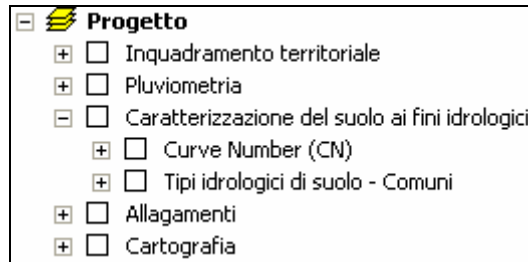 Progetto
Inquadramento territoriale
Pluviometria
Caratterizzazione del suolo ai fini idrologici
Curve Number (CN)
Tipi idrologici di suolo - Comuni
Allagamenti
Cartografia